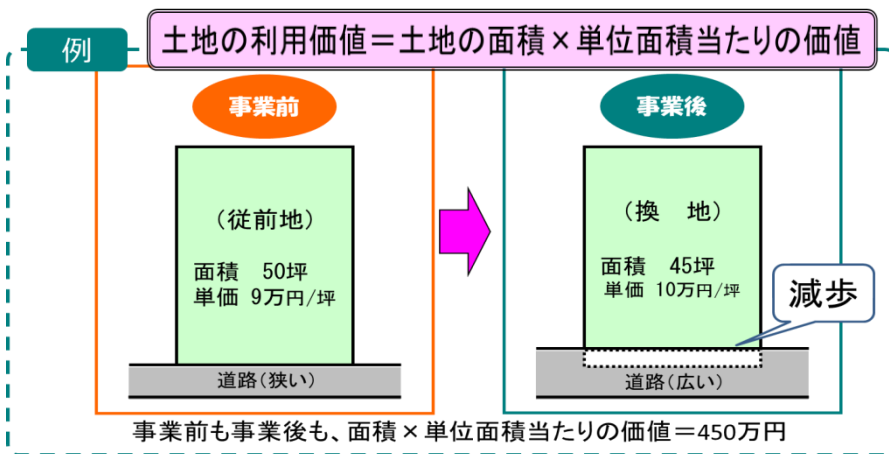 例
土地の利用価値＝土地の面積×単位面積当たりの価値
事業前
(従前地)
面積 50坪
単価 9万円/坪
道路(狭い)
事業後
(換 地)
面積 45坪
単価 10万円/坪
減歩
道路(広い)
事業前も事業後も、面積×単位面積当たりの価値＝450万円